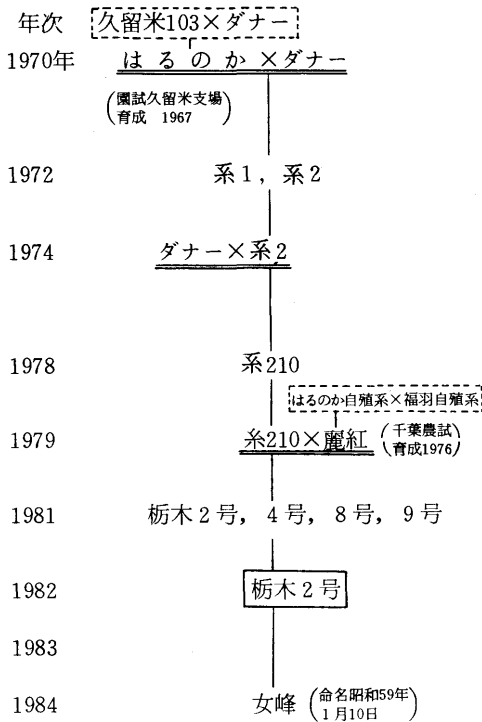 年次 久留米103×ダナー
1970年 はるのか×ダナー
(園試久留米支場
育成 1967)
1972 系1, 系2
1974 ダナー×系2
1978 系210
はるのか自殖系×福羽自殖系
1979 糸210×麗紅 (千葉農試
育成1976)
1981 栃木2号, 4号, 8号, 9号
1982 栃木2号
1983
1984 女峰 (命名昭和59年
1月10日)